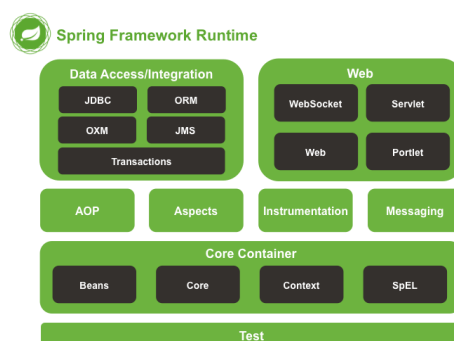 Spring Framework Runtime
Data Access/Integration
JDBC ORM
OXM JMS
Transactions
Web
WebSocket Servlet
Web Portlet
AOP Aspects Instrumentation Messaging
Core Container
Beans Core Context SpEL
Test